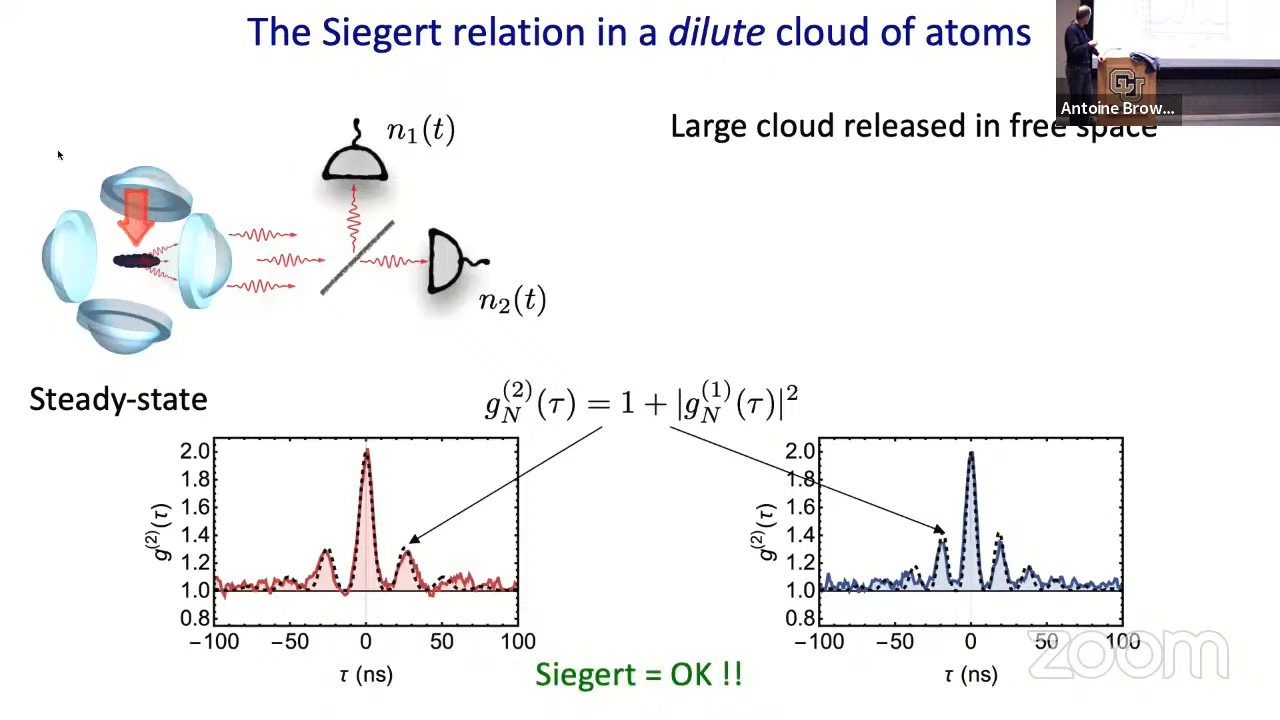 The Siegert relation in a dilute cloud of atoms
CU
Antoine Brow...
Large cloud released in free space
n₁(t)
n₂(t)
Steady-state
g_N^(2)(τ) = 1 + |g_N^(1)(τ)|²
g^(2)(τ)
2.0
1.8
1.6
1.4
1.2
1.0
0.8
−100 −50 0 50 100
τ (ns)
g^(2)(τ)
2.0
1.8
1.6
1.4
1.2
1.0
0.8
−100 −50 0 50 100
τ (ns)
Siegert = OK !!
zoom